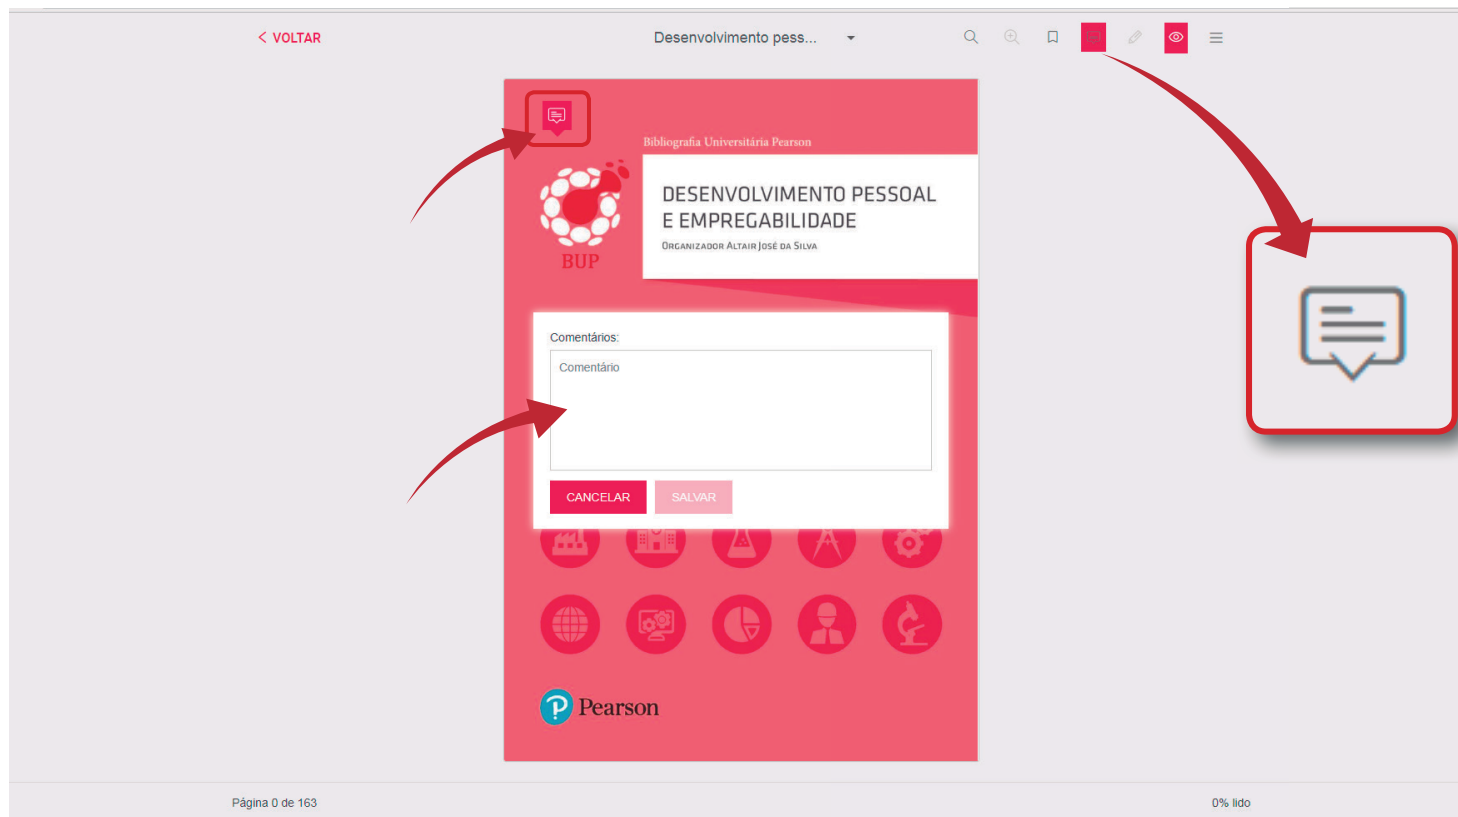 < VOLTAR
Desenvolvimento pess...
Bibliografia Universitária Pearson
DESENVOLVIMENTO PESSOAL
E EMPREGABILIDADE
Organizador Altair José da Silva
BUP
Comentários:
Comentário
CANCELAR
SALVAR
Pearson
Página 0 de 163
0% lido